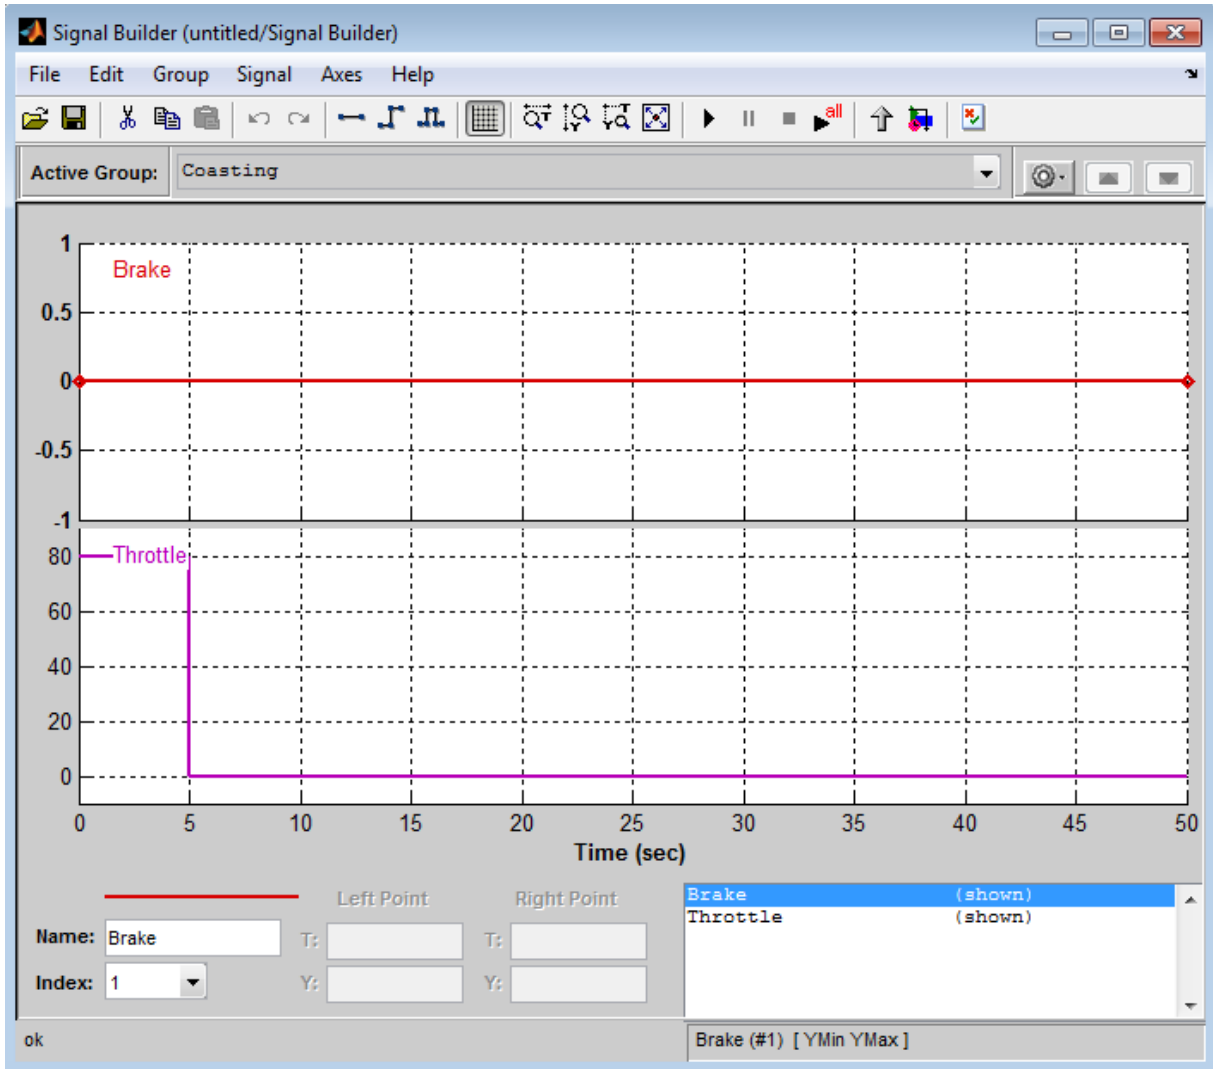 Signal Builder (untitled/Signal Builder)
File Edit Group Signal Axes Help
all
Active Group: Coasting
1
Brake
0.5
0
-0.5
-1
80 Throttle
60
40
20
0
0 5 10 15 20 25 30 35 40 45 50
Time (sec)
Left Point Right Point Brake (shown)
Throttle (shown)
Name: Brake T: T:
Index: 1 Y: Y:
ok Brake (#1) [ YMin YMax ]